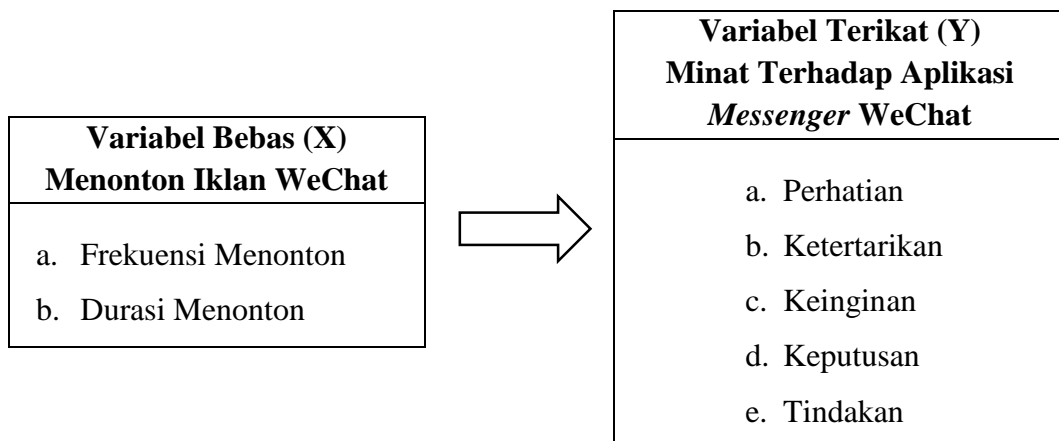 Variabel Bebas (X)
Menonton Iklan WeChat
a. Frekuensi Menonton
b. Durasi Menonton
Variabel Terikat (Y)
Minat Terhadap Aplikasi
Messenger WeChat
a. Perhatian
b. Ketertarikan
c. Keinginan
d. Keputusan
e. Tindakan